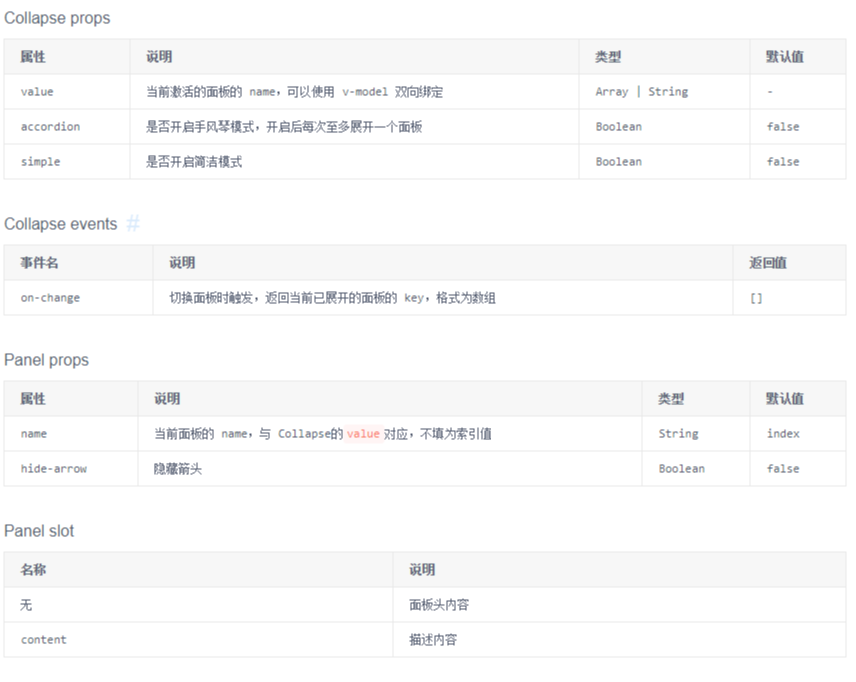 Collapse props
属性 说明 类型 默认值
value 当前激活的面板的 name，可以使用 v-model 双向绑定 Array | String -
accordion 是否开启手风琴模式，开启后每次至多展开一个面板 Boolean false
simple 是否开启简洁模式 Boolean false
Collapse events #
事件名 说明 返回值
on-change 切换面板时触发，返回当前已展开的面板的 key，格式为数组 []
Panel props
属性 说明 类型 默认值
name 当前面板的 name，与 Collapse的 value 对应，不填为索引值 String index
hide-arrow 隐藏箭头 Boolean false
Panel slot
名称 说明
无 面板头内容
content 描述内容